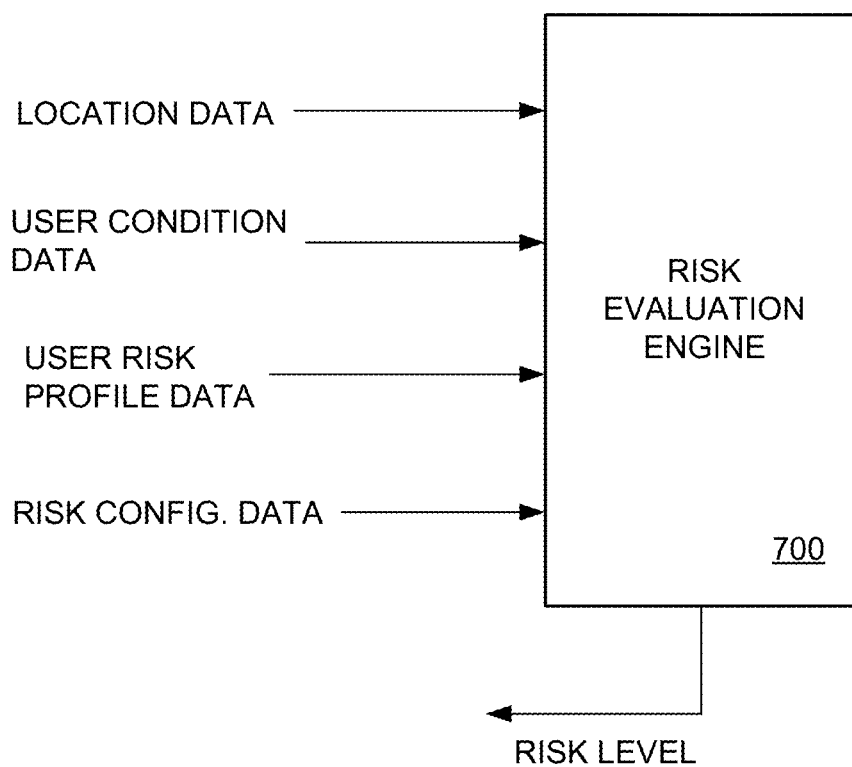 LOCATION DATA
USER CONDITION
DATA
USER RISK
PROFILE DATA
RISK CONFIG. DATA
RISK
EVALUATION
ENGINE
700
RISK LEVEL